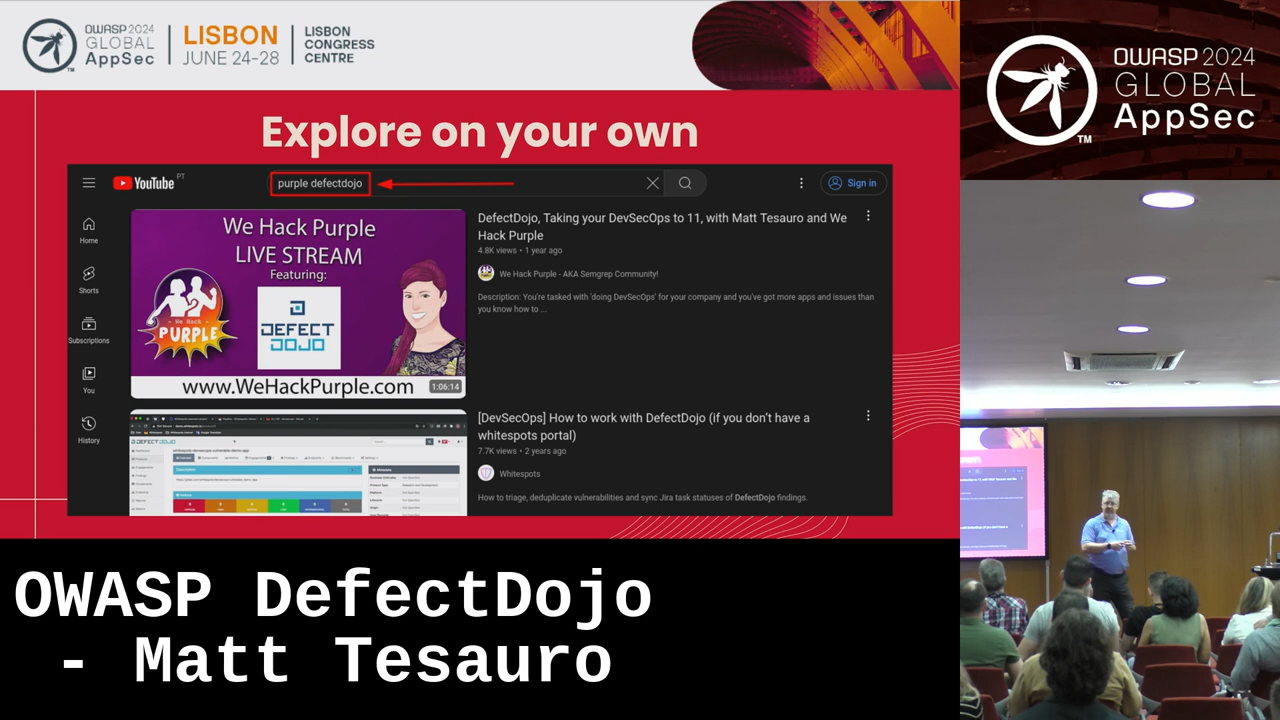 OWASP 2024
GLOBAL
AppSec
LISBON
JUNE 24-28
LISBON
CONGRESS
CENTRE
TM
Explore on your own
YouTube PT
purple defectdojo
Sign in
Home
Shorts
Subscriptions
You
History
We Hack Purple
LIVE STREAM
Featuring:
We Hack
PURPLE
DEFECT
DOJO
www.WeHackPurple.com
1:06:14
DefectDojo, Taking your DevSecOps to 11, with Matt Tesauro and We
Hack Purple
4.8K views • 1 year ago
We Hack Purple - AKA Semgrep Community!
Description: You're tasked with 'doing DevSecOps' for your company and you've got more apps and issues than
you know how to ...
[DevSecOps] How to work with DefectDojo (if you don't have a
whitespots portal)
7.7K views • 2 years ago
Whitespots
How to triage, deduplicate vulnerabilities and sync Jira task statuses of DefectDojo findings.
DEFECTDOJO
Description
OWASP DefectDojo
- Matt Tesauro
OWASP 2024
GLOBAL
AppSec
TM